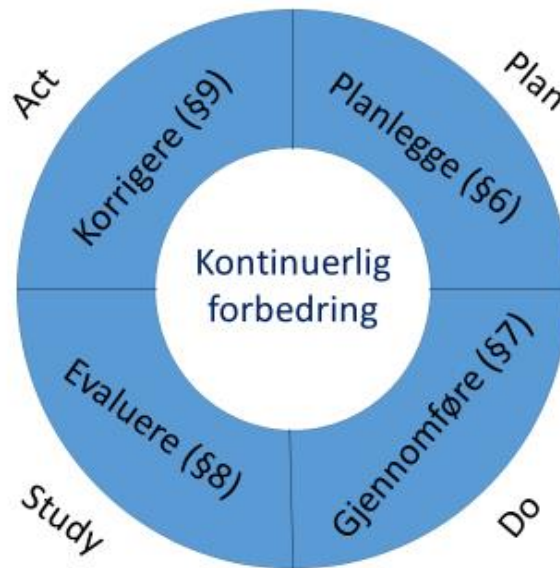 Act
Plan
Korrigere (§9)
Planlegge (§6)
Kontinuerlig
forbedring
Evaluere (§8)
Gjennomføre (§7)
Study
Do